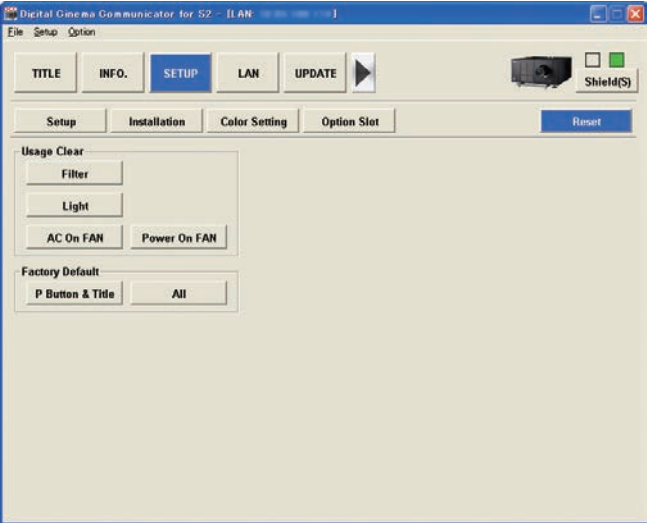 Digital Cinema Communicator for S2 - [LAN: ]
File Setup Option
TITLE INFO. SETUP LAN UPDATE Shield(S)
Setup Installation Color Setting Option Slot Reset
Usage Clear
Filter
Light
AC On FAN Power On FAN
Factory Default
P Button & Title All